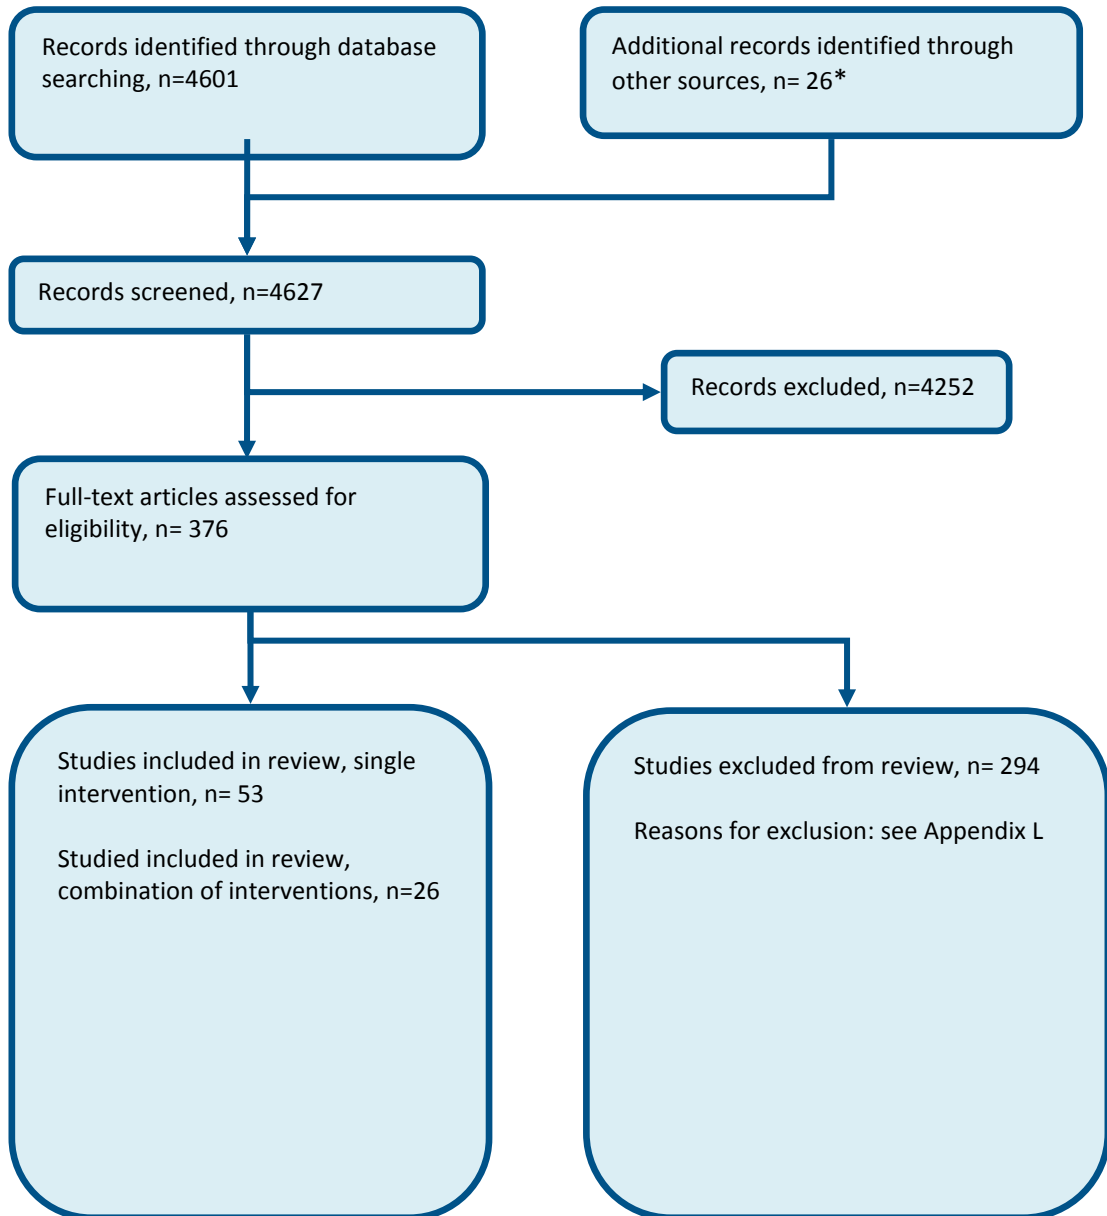 Records identified through database
searching, n=4601
Additional records identified through
other sources, n= 26*
Records screened, n=4627
Records excluded, n=4252
Full-text articles assessed for
eligibility, n= 376
Studies included in review, single
intervention, n= 53
Studied included in review,
combination of interventions, n=26
Studies excluded from review, n= 294
Reasons for exclusion: see Appendix L